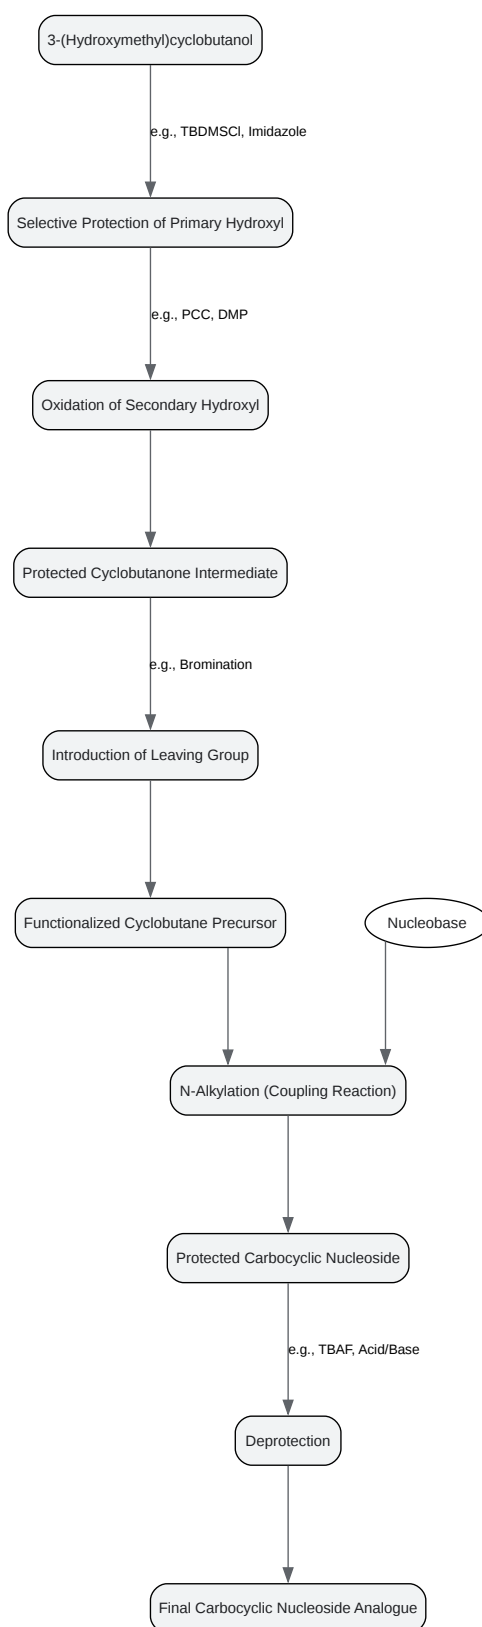 3-(Hydroxymethyl)cyclobutanol
e.g., TBDMSCl, Imidazole
Selective Protection of Primary Hydroxyl
e.g., PCC, DMP
Oxidation of Secondary Hydroxyl
Protected Cyclobutanone Intermediate
e.g., Bromination
Introduction of Leaving Group
Functionalized Cyclobutane Precursor
Nucleobase
N-Alkylation (Coupling Reaction)
Protected Carbocyclic Nucleoside
e.g., TBAF, Acid/Base
Deprotection
Final Carbocyclic Nucleoside Analogue